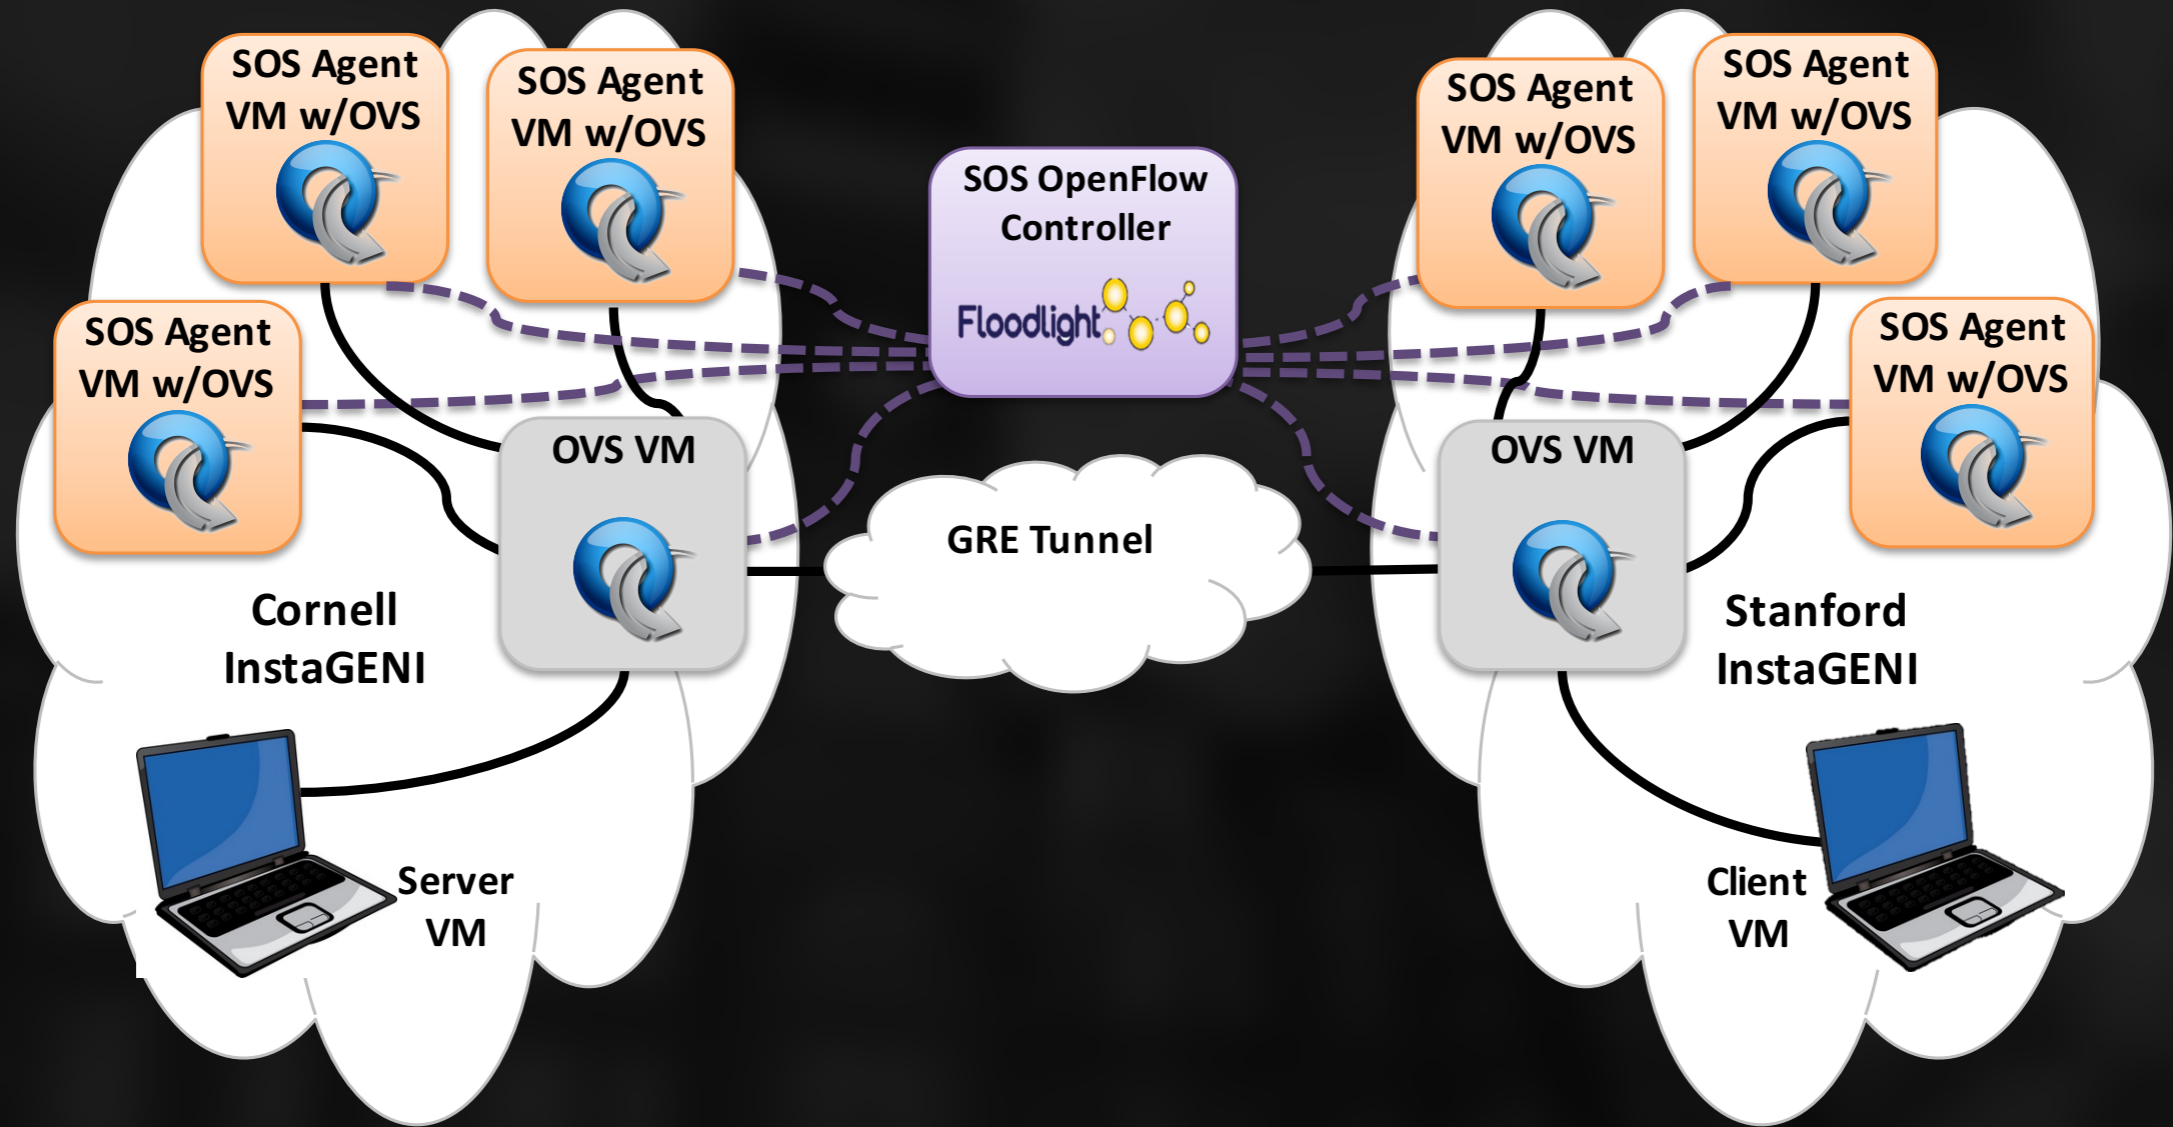 SOS Agent
VM w/OVS
SOS Agent
VM w/OVS
SOS Agent
VM w/OVS
OVS VM
Cornell
InstaGENI
Server
VM
SOS OpenFlow
Controller
Floodlight
GRE Tunnel
SOS Agent
VM w/OVS
SOS Agent
VM w/OVS
SOS Agent
VM w/OVS
OVS VM
Stanford
InstaGENI
Client
VM